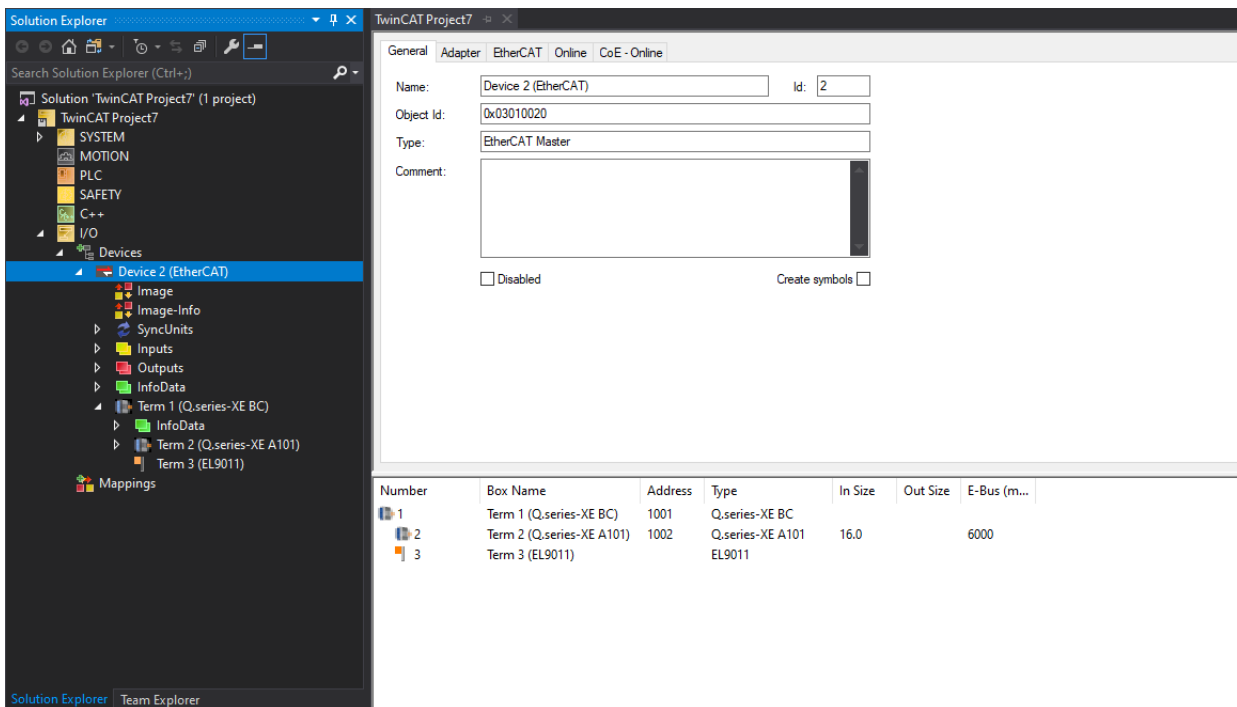 Solution Explorer
Search Solution Explorer (Ctrl+;)
Solution 'TwinCAT Project7' (1 project)
TwinCAT Project7
SYSTEM
MOTION
PLC
SAFETY
C++
I/O
Devices
Device 2 (EtherCAT)
Image
Image-Info
SyncUnits
Inputs
Outputs
InfoData
Term 1 (Q.series-XE BC)
InfoData
Term 2 (Q.series-XE A101)
Term 3 (EL9011)
Mappings
Solution Explorer Team Explorer
TwinCAT Project7
General Adapter EtherCAT Online CoE - Online
Name: Device 2 (EtherCAT) Id: 2
Object Id: 0x03010020
Type: EtherCAT Master
Comment:
Disabled Create symbols
Number Box Name Address Type In Size Out Size E-Bus (m...
1 Term 1 (Q.series-XE BC) 1001 Q.series-XE BC
2 Term 2 (Q.series-XE A101) 1002 Q.series-XE A101 16.0 6000
3 Term 3 (EL9011) EL9011